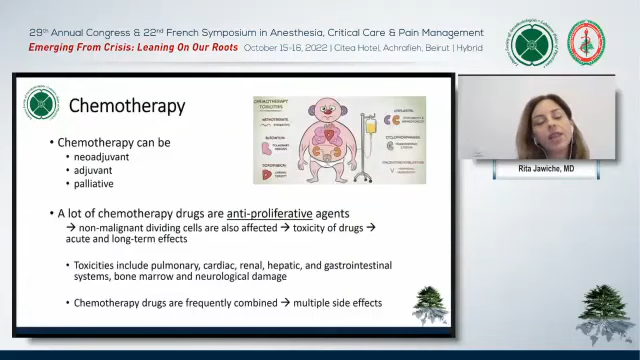 29th Annual Congress & 22nd French Symposium in Anesthesia, Critical Care & Pain Management
Emerging From Crisis: Leaning On Our Roots October 15-16, 2022 | Citea Hotel, Achrafieh, Beirut | Hybrid
Chemotherapy
• Chemotherapy can be
• neoadjuvant
• adjuvant
• palliative
CHEMOTHERAPY
TOXICITIES
• A lot of chemotherapy drugs are anti-proliferative agents
→ non-malignant dividing cells are also affected → toxicity of drugs →
acute and long-term effects
• Toxicities include pulmonary, cardiac, renal, hepatic, and gastrointestinal
systems, bone marrow and neurological damage
• Chemotherapy drugs are frequently combined → multiple side effects
Rita Jawiche, MD